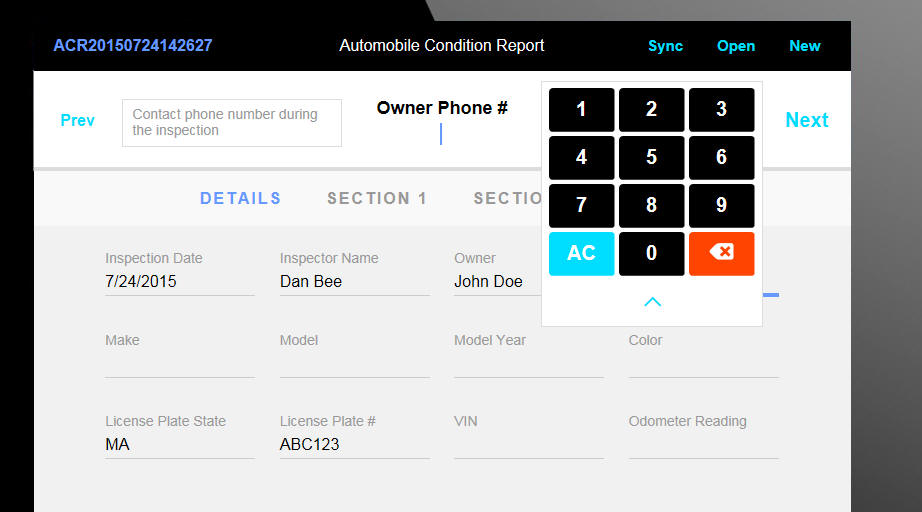 ACR20150724142627 Automobile Condition Report Sync Open New
Prev
Contact phone number during
the inspection
Owner Phone #
1 2 3
4 5 6
7 8 9
AC 0
Next
DETAILS SECTION 1 SECTIO
Inspection Date Inspector Name Owner
7/24/2015 Dan Bee John Doe
Make Model Model Year Color
License Plate State License Plate # VIN Odometer Reading
MA ABC123